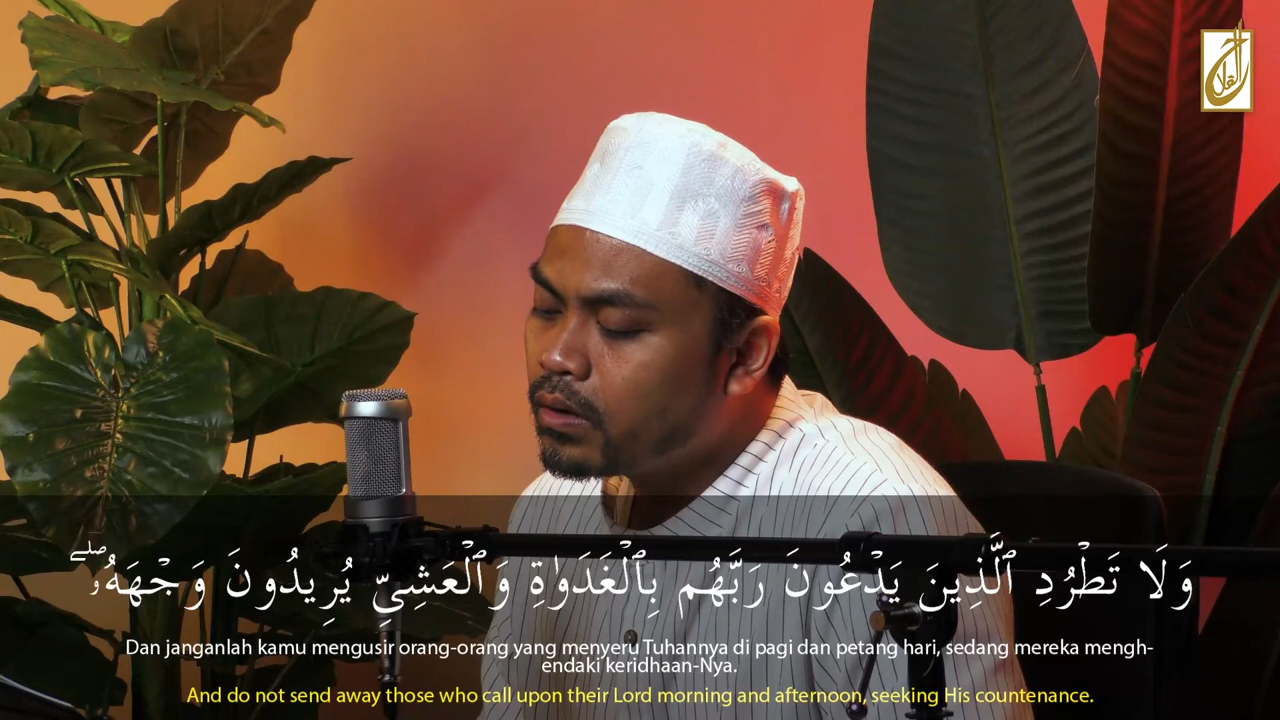 الفلاح
وَلَا تَطْرُدِ ٱلَّذِينَ يَدْعُونَ رَبَّهُم بِٱلْغَدَوٰةِ وَٱلْعَشِىِّ يُرِيدُونَ وَجْهَهُۥ ۖ
Dan janganlah kamu mengusir orang-orang yang menyeru Tuhannya di pagi dan petang hari, sedang mereka mengh-
endaki keridhaan-Nya.
And do not send away those who call upon their Lord morning and afternoon, seeking His countenance.